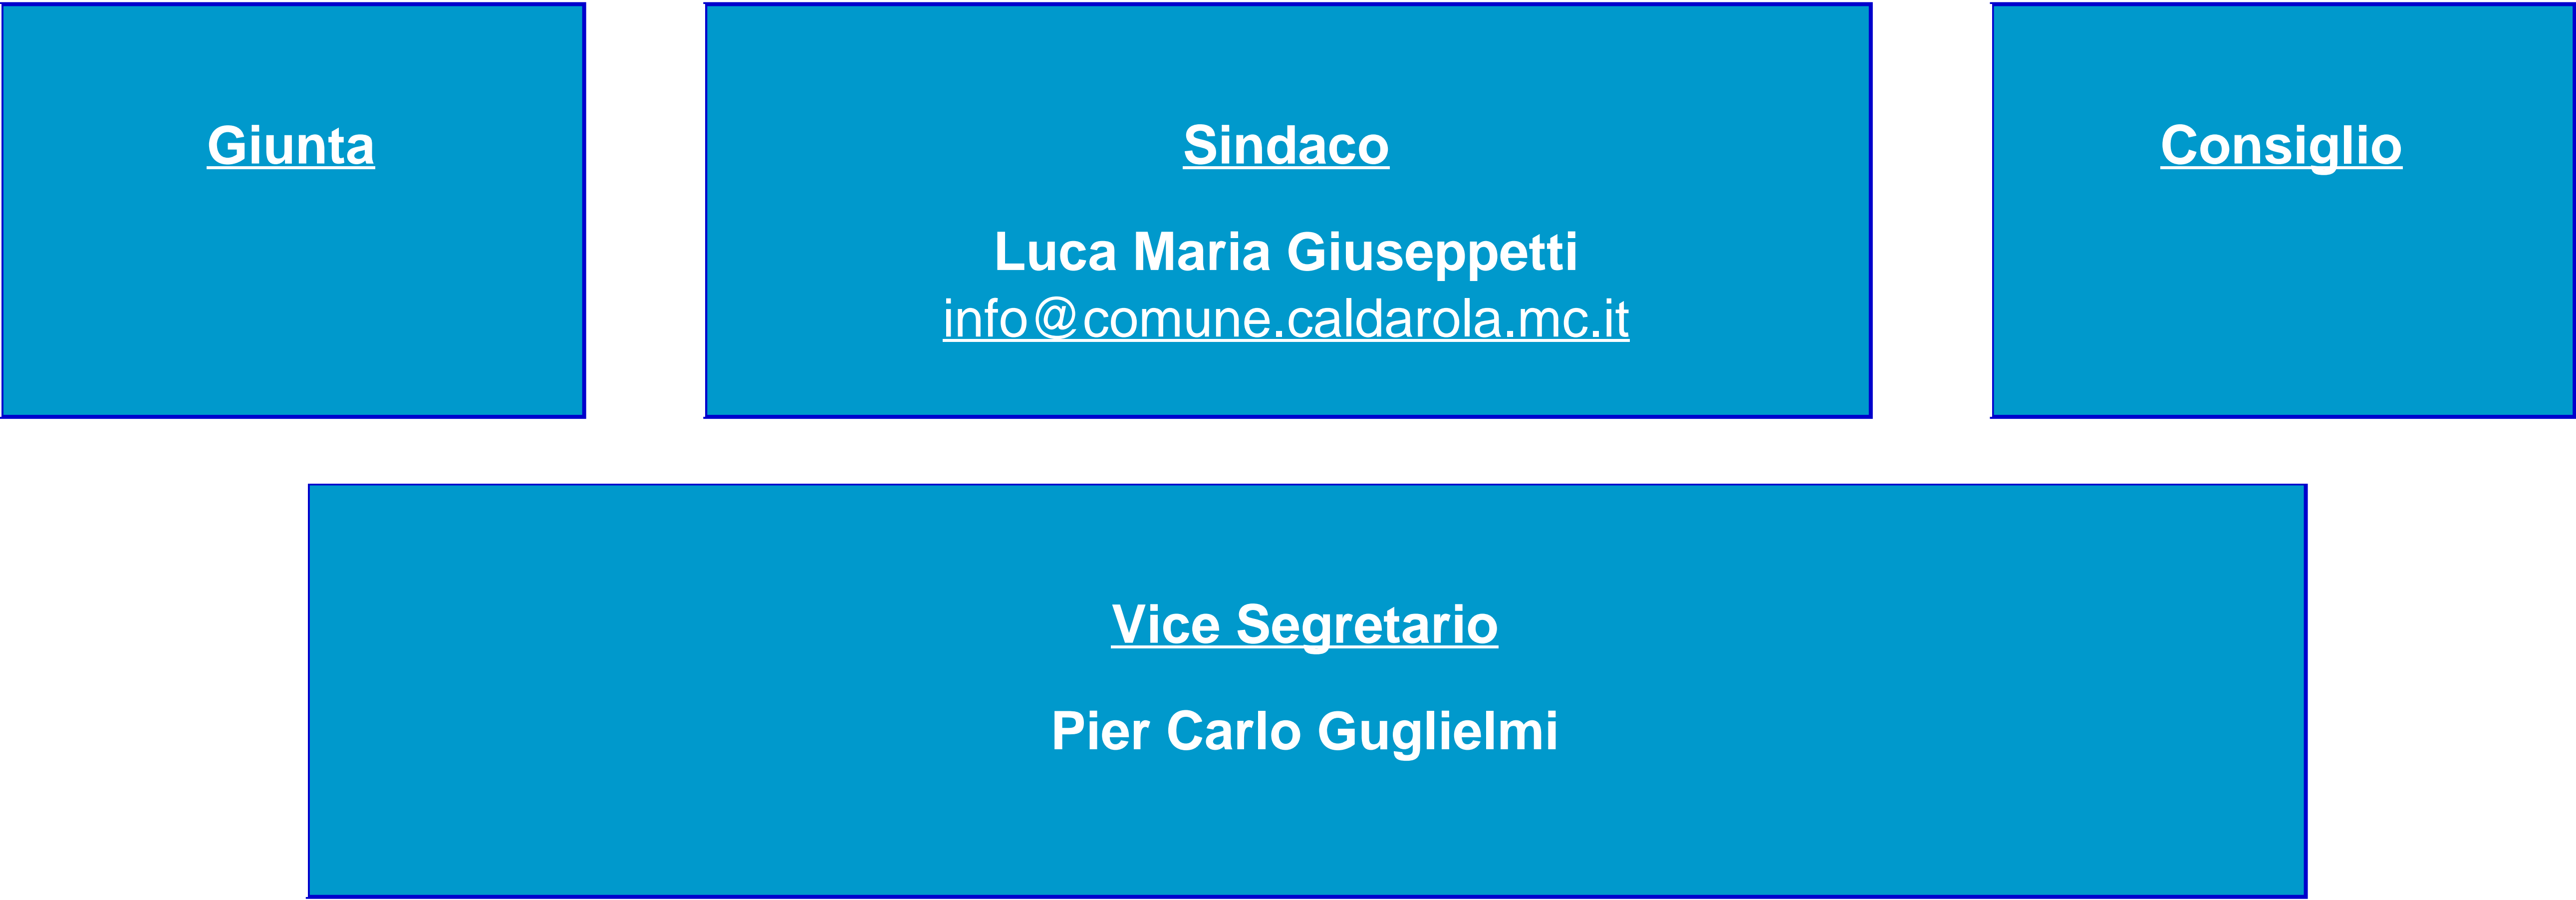 Giunta
Sindaco
Luca Maria Giuseppetti
info@comune.caldarola.mc.it
Consiglio
Vice Segretario
Pier Carlo Guglielmi